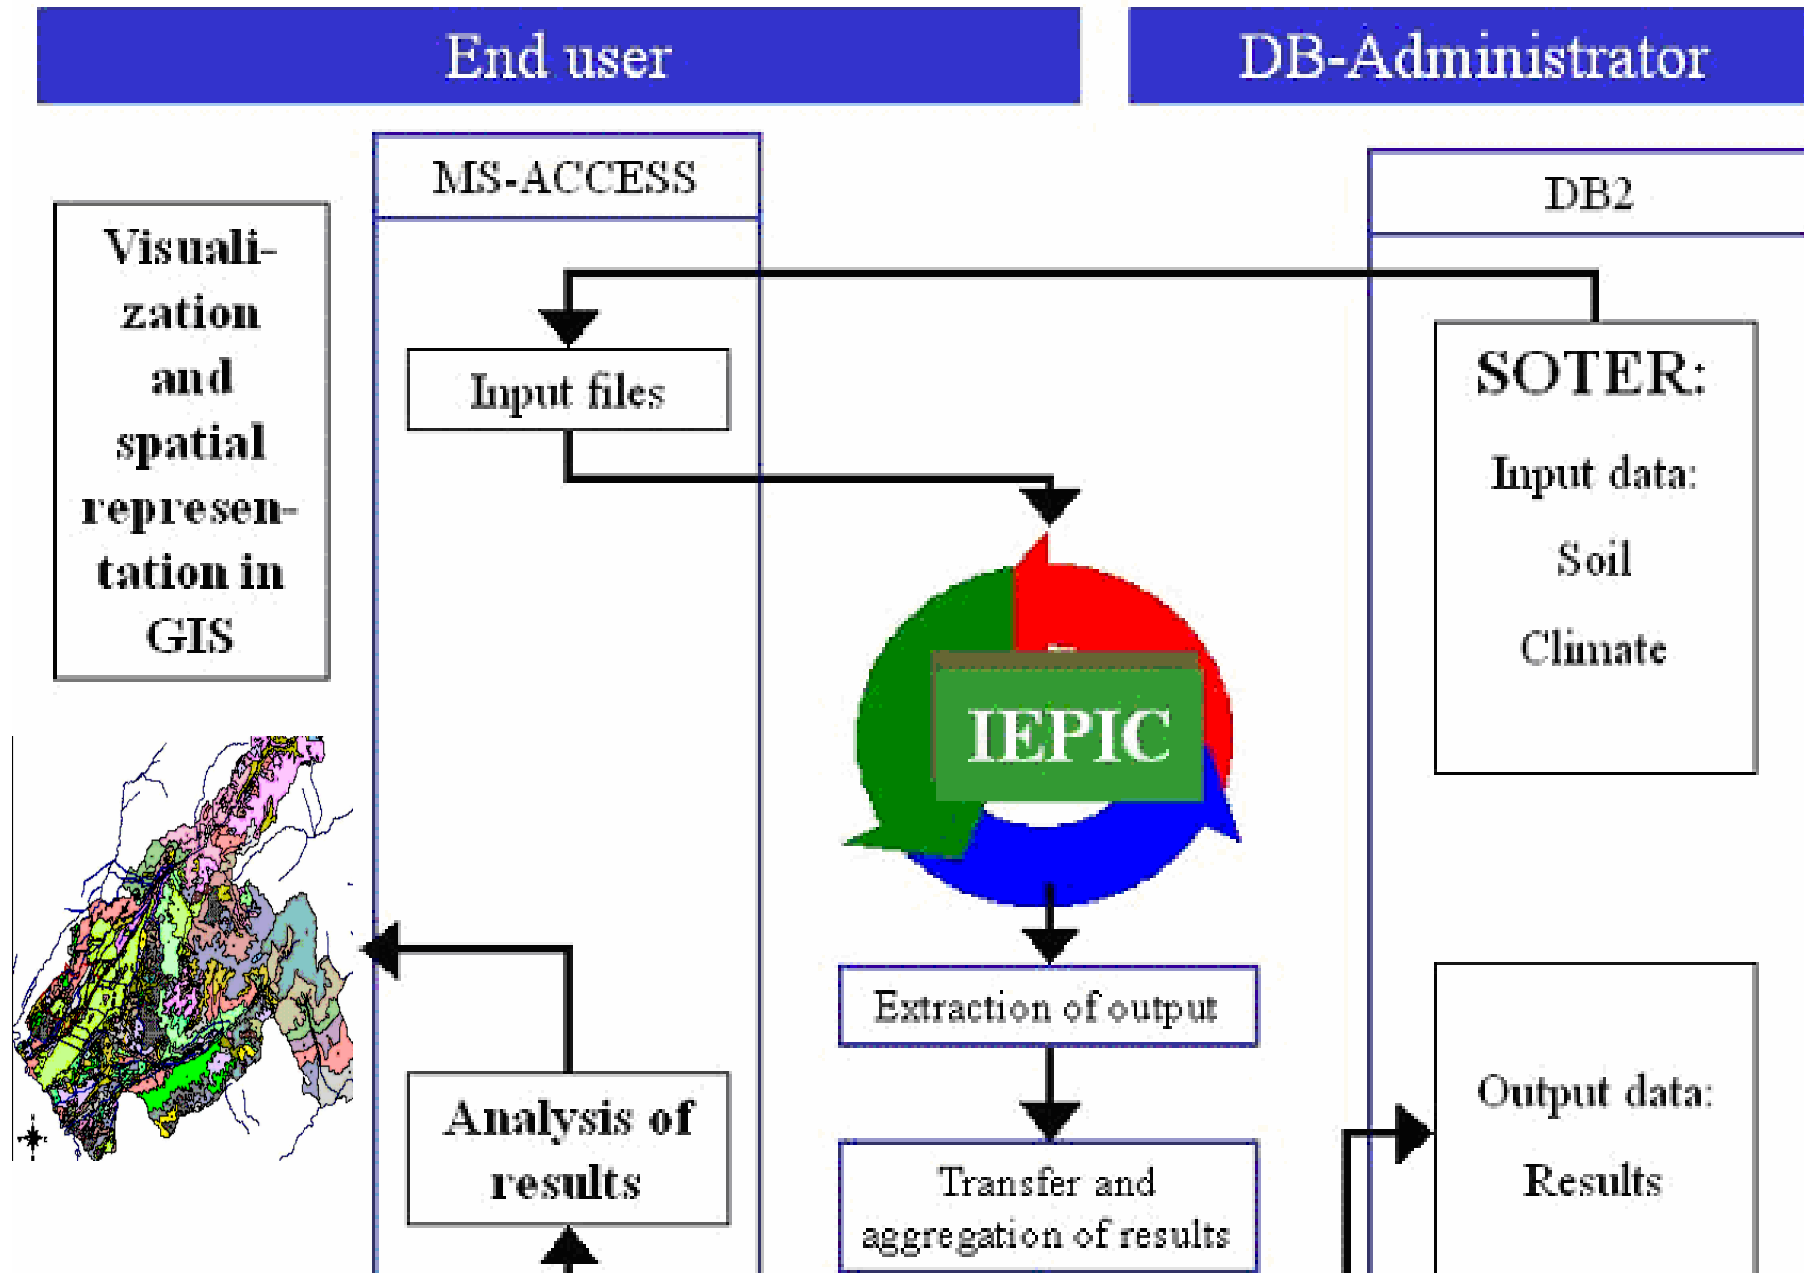 End user
DB-Administrator
MS-ACCESS
DB2
Visuali-
zation
and
spatial
represen-
tation in
GIS
Input files
SOTER:
Input data:
Soil
Climate
IEPIC
Extraction of output
Analysis of
results
Transfer and
aggregation of results
Output data:
Results